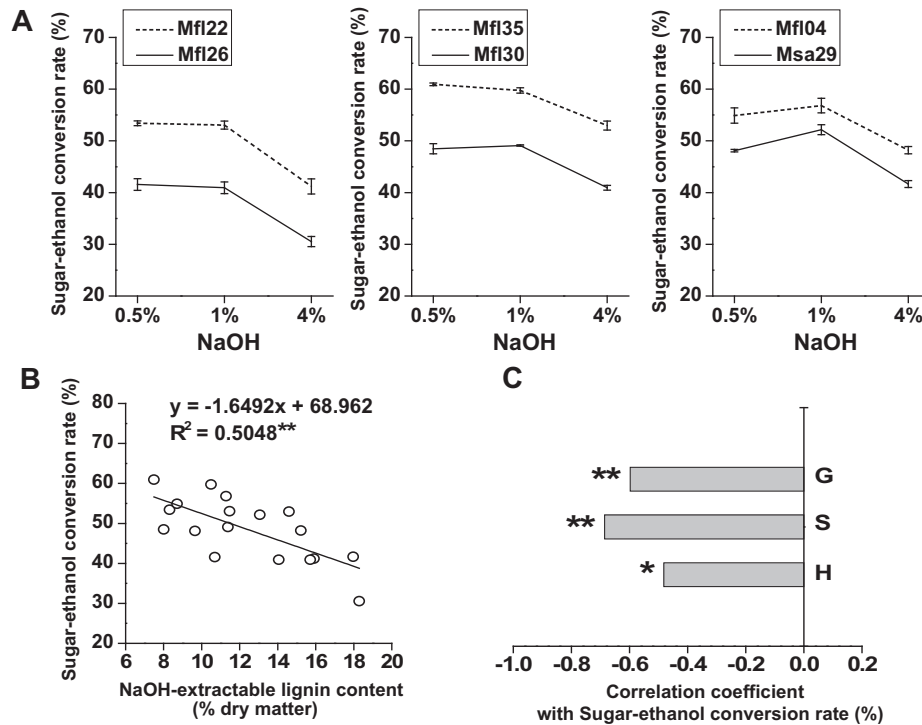 A
Sugar-ethanol conversion rate (%)
70
60
50
40
30
20
Mfl22
Mfl26
0.5% 1% 4%
NaOH
Sugar-ethanol conversion rate (%)
70
60
50
40
30
20
Mfl35
Mfl30
0.5% 1% 4%
NaOH
Sugar-ethanol conversion rate (%)
70
60
50
40
30
20
Mfl04
Msa29
0.5% 1% 4%
NaOH
B
Sugar-ethanol conversion rate (%)
80
70
60
50
40
30
20
y = -1.6492x + 68.962
R² = 0.5048**
6 8 10 12 14 16 18 20
NaOH-extractable lignin content
(% dry matter)
C
** G
** S
* H
-1.0 -0.8 -0.6 -0.4 -0.2 0.0 0.2
Correlation coefficient
with Sugar-ethanol conversion rate (%)